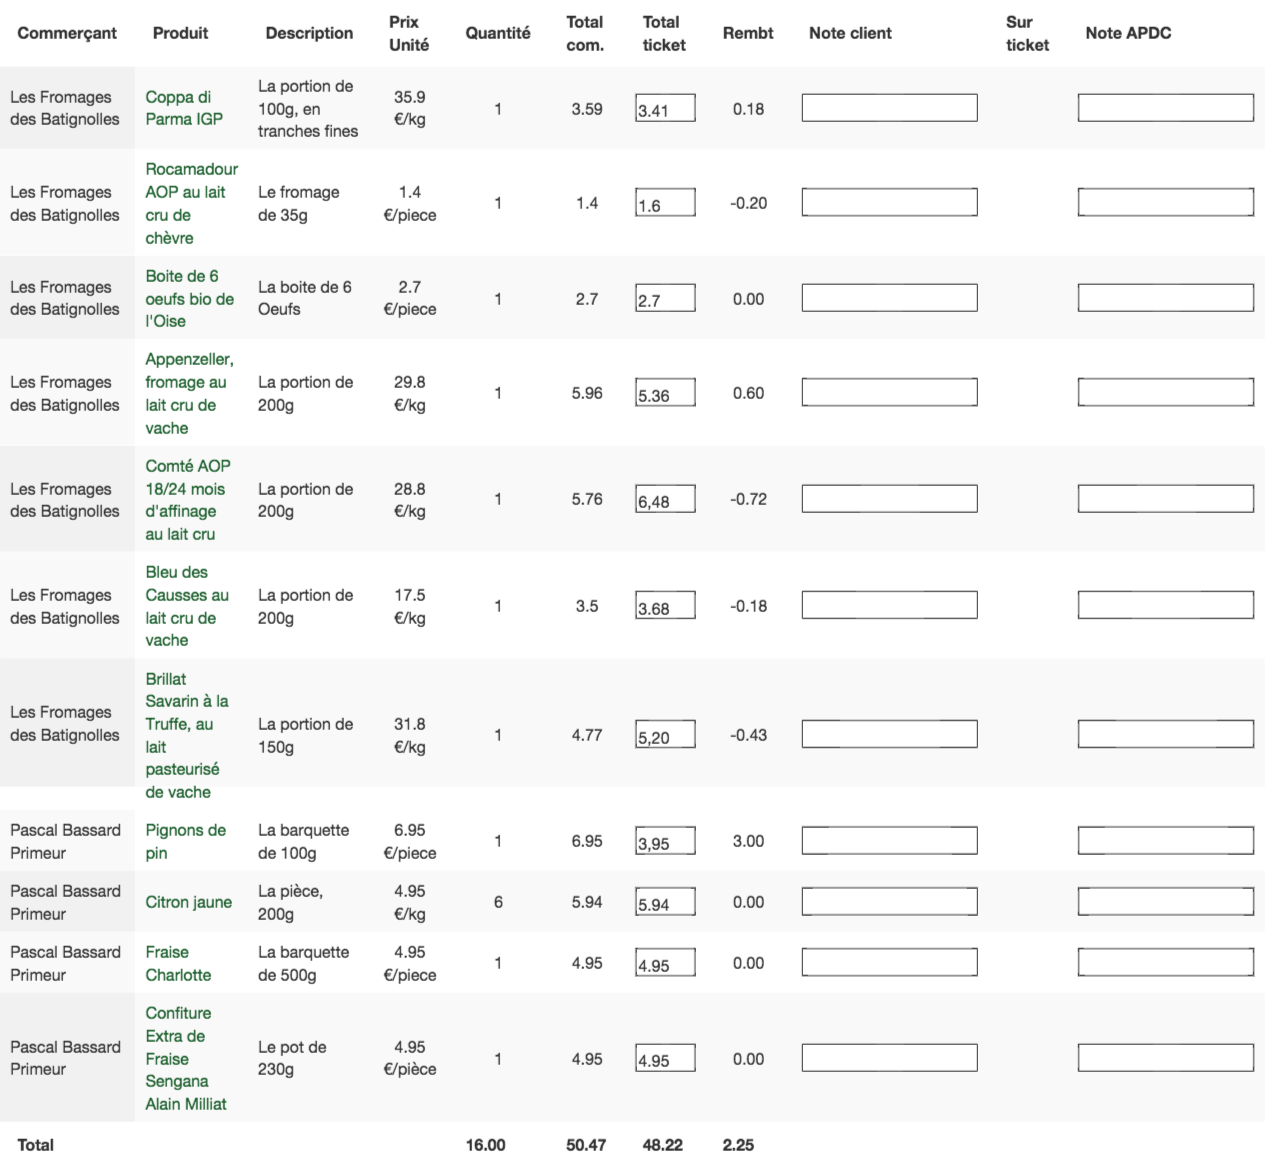 Commerçant Produit Description Prix Unité Quantité Total com. Total ticket Rembt Note client Sur ticket Note APDC
Les Fromages des Batignolles Coppa di Parma IGP La portion de 100g, en tranches fines 35.9 €/kg 1 3.59 3.41 0.18
Les Fromages des Batignolles Rocamadour AOP au lait cru de chèvre Le fromage de 35g 1.4 €/piece 1 1.4 1.6 -0.20
Les Fromages des Batignolles Boite de 6 oeufs bio de l'Oise La boite de 6 Oeufs 2.7 €/piece 1 2.7 2.7 0.00
Les Fromages des Batignolles Appenzeller, fromage au lait cru de vache La portion de 200g 29.8 €/kg 1 5.96 5.36 0.60
Les Fromages des Batignolles Comté AOP 18/24 mois d'affinage au lait cru La portion de 200g 28.8 €/kg 1 5.76 6,48 -0.72
Les Fromages des Batignolles Bleu des Causses au lait cru de vache La portion de 200g 17.5 €/kg 1 3.5 3.68 -0.18
Les Fromages des Batignolles Brillat Savarin à la Truffe, au lait pasteurisé de vache La portion de 150g 31.8 €/kg 1 4.77 5,20 -0.43
Pascal Bassard Primeur Pignons de pin La barquette de 100g 6.95 €/piece 1 6.95 3,95 3.00
Pascal Bassard Primeur Citron jaune La pièce, 200g 4.95 €/kg 6 5.94 5.94 0.00
Pascal Bassard Primeur Fraise Charlotte La barquette de 500g 4.95 €/piece 1 4.95 4.95 0.00
Pascal Bassard Primeur Confiture Extra de Fraise Sengana Alain Milliat Le pot de 230g 4.95 €/pièce 1 4.95 4.95 0.00
Total 16.00 50.47 48.22 2.25